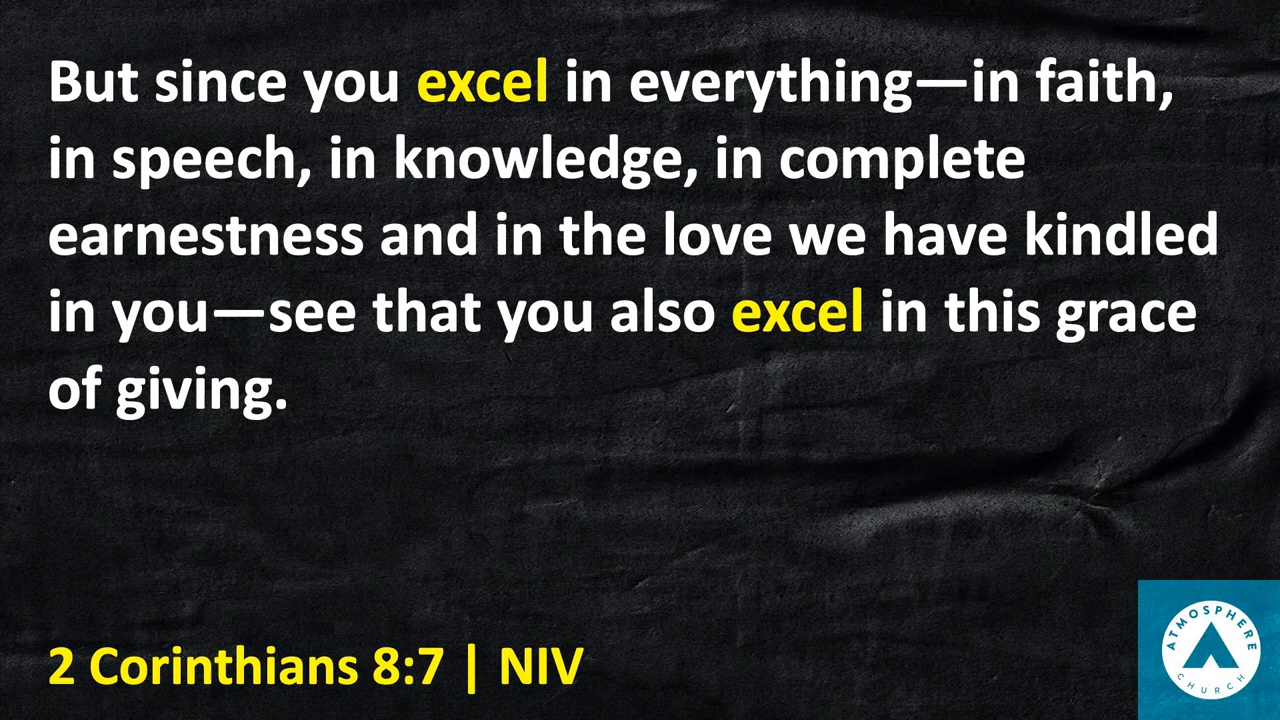 But since you excel in everything—in faith,
in speech, in knowledge, in complete
earnestness and in the love we have kindled
in you—see that you also excel in this grace
of giving.
2 Corinthians 8:7 | NIV
ATMOSPHERE
CHURCH